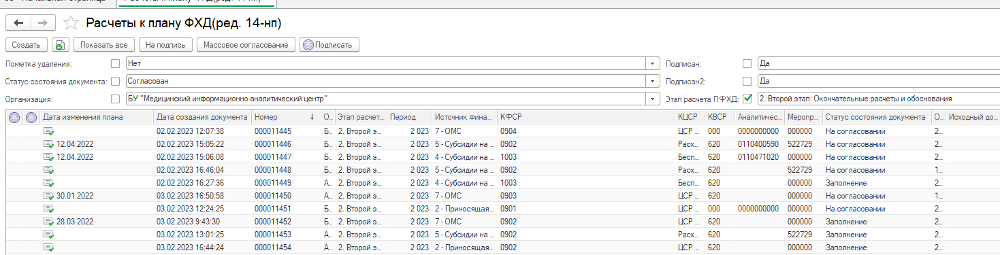 Начальная страница Расчеты к плану ФХД(ред. 14-нп)
Расчеты к плану ФХД(ред. 14-нп)
Создать Показать все На подпись Массовое согласование Подписать
Пометка удаления: Нет Подписан: Да
Статус состояния документа: Согласован Подписан2: Да
Организация: БУ "Медицинский информационно-аналитический центр" Этап расчета ПФХД: 2. Второй этап: Окончательные расчеты и обоснования
Дата изменения плана Дата создания документа Номер О... Этап расчет... Период Источник фина... КФСР КЦСР КВСР Аналитичес... Меропр... Статус состояния документа О... Исходный до...
02.02.2023 12:07:38 000011445 Б... 2. Второй э... 2 023 7 - ОМС 0904 ЦСР ... 000 0000000000 000000 На согласовании 2...
12.04.2022 02.02.2023 15:05:22 000011446 Б... 2. Второй э... 2 023 5 - Субсидии на ... 0902 Расх... 620 0110400590 522729 На согласовании 2...
12.04.2022 02.02.2023 15:06:08 000011447 Б... 2. Второй э... 2 023 4 - Субсидии на ... 1003 Бесп... 620 0110471020 000000 На согласовании 2...
02.02.2023 16:46:04 000011448 Б... 2. Второй э... 2 023 5 - Субсидии на ... 0902 Расх... 620 522729 На согласовании 1...
02.02.2023 16:27:36 000011449 А... 2. Второй э... 2 023 4 - Субсидии на ... 1003 Бесп... 620 000000 Заполнение 2...
30.01.2022 03.02.2023 16:50:58 000011450 А... 2. Второй э... 2 023 7 - ОМС 0903 ЦСР ... 620 000000 На согласовании 1...
03.02.2023 12:24:25 000011451 Б... 2. Второй э... 2 023 2 - Приносящая... 0901 ЦСР ... 000 0000000000 000000 На согласовании 2...
28.03.2022 03.02.2023 9:43:30 000011452 Б... 2. Второй э... 2 023 7 - ОМС 0902 ЦСР ... 620 000000 Заполнение 2...
03.02.2023 13:01:25 000011453 А... 2. Второй э... 2 023 5 - Субсидии на ... 0902 Расх... 620 522729 Заполнение 2...
03.02.2023 16:44:24 000011454 А... 2. Второй э... 2 023 2 - Приносящая... 0902 ЦСР ... 620 000000 Заполнение 2...